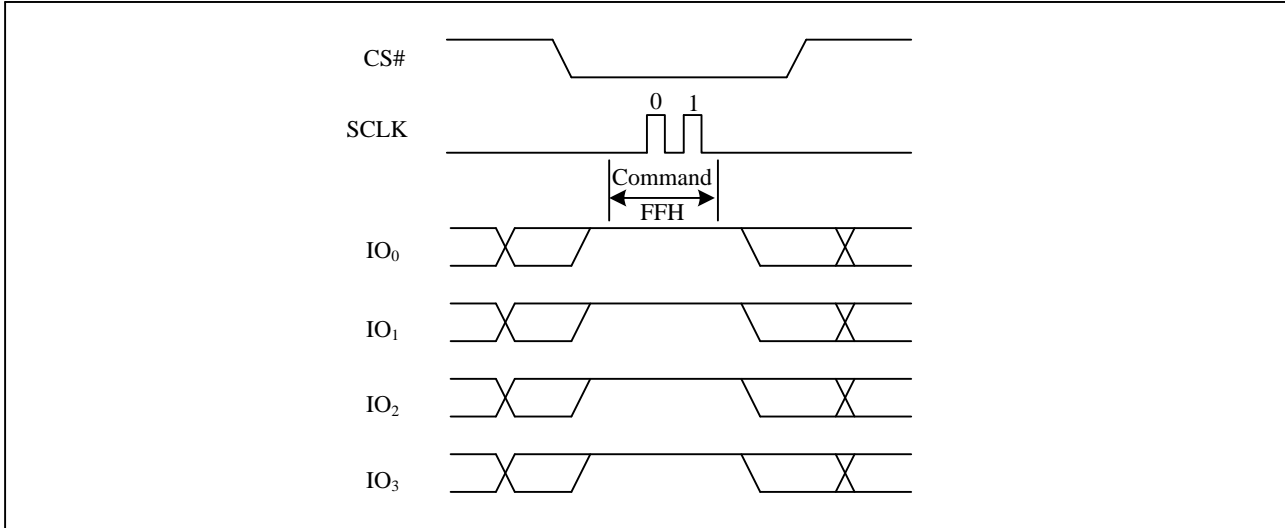 CS#
0 1
SCLK
Command
FFH
IO₀
IO₁
IO₂
IO₃